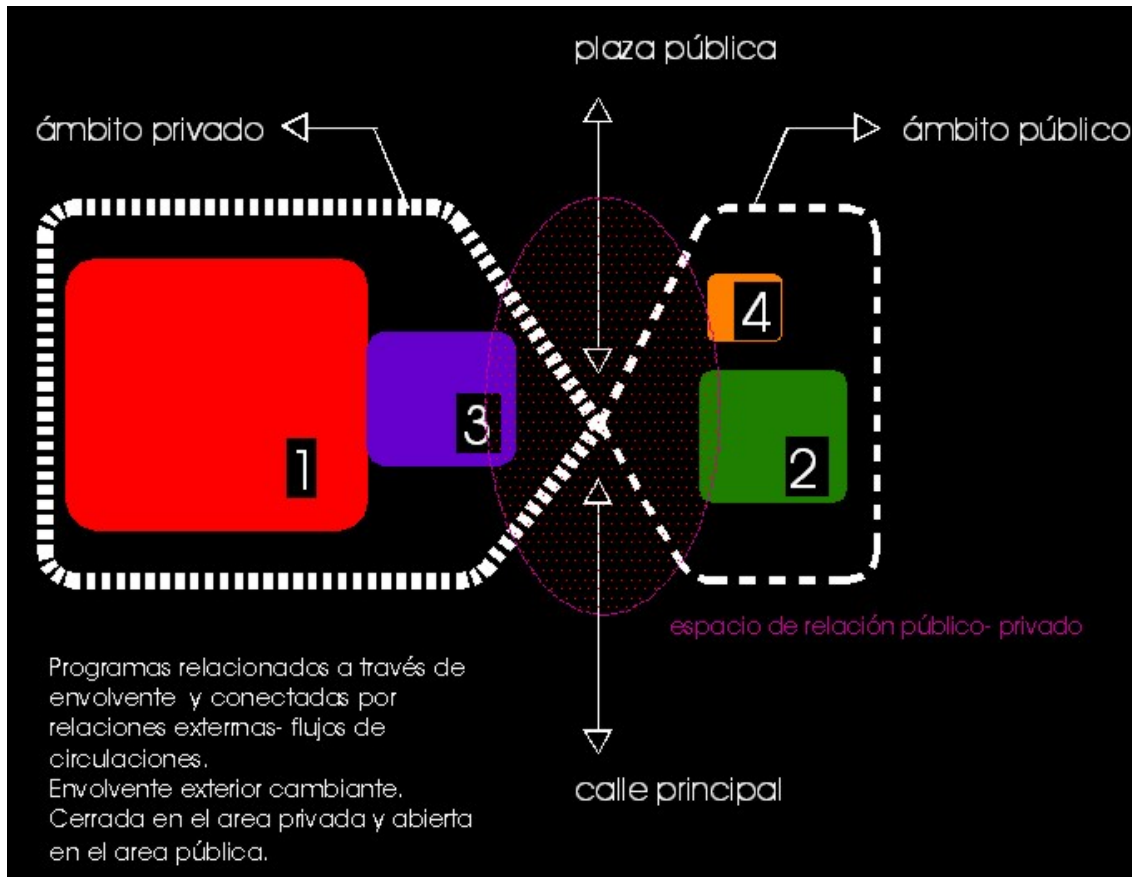 plaza pública
ámbito privado
ámbito público
4
3
1
2
espacio de relación público- privado
Programas relacionados a través de
envolvente y conectadas por
relaciones externas- flujos de
circulaciones.
Envolvente exterior cambiante.
Cerrada en el area privada y abierta
en el area pública.
calle principal